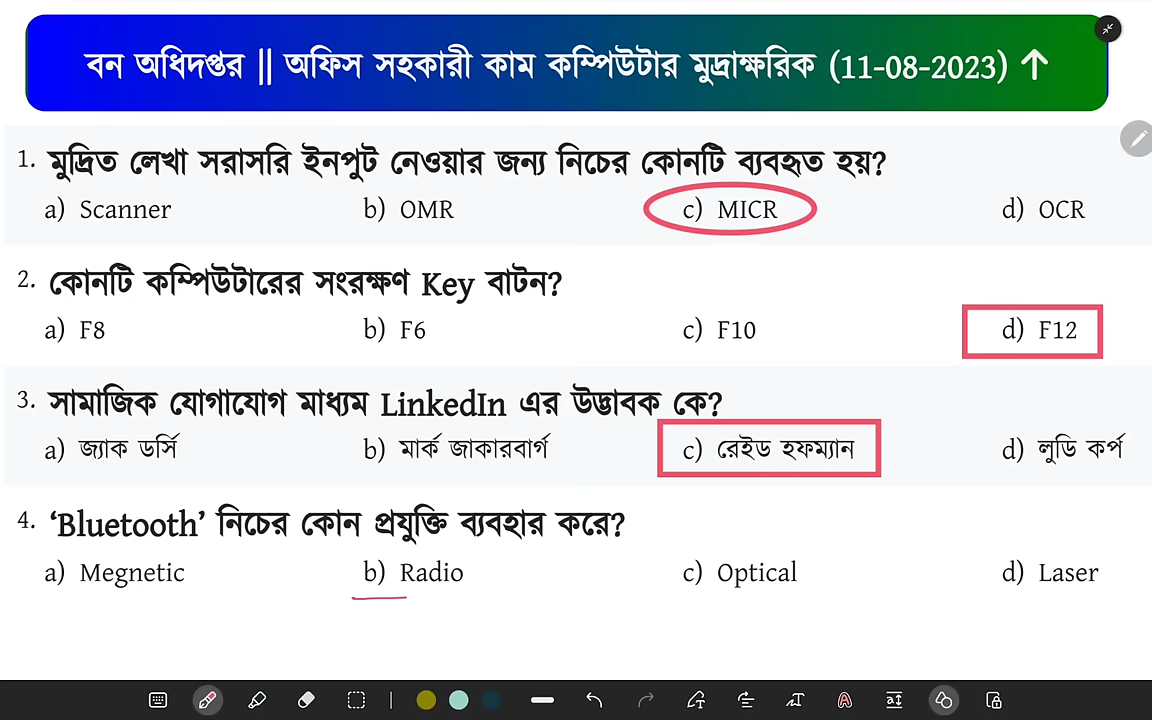 বন অধিদপ্তর || অফিস সহকারী কাম কম্পিউটার মুদ্রাক্ষরিক (11-08-2023) ↑
1. মুদ্রিত লেখা সরাসরি ইনপুট নেওয়ার জন্য নিচের কোনটি ব্যবহৃত হয়?
a) Scanner b) OMR c) MICR d) OCR
2. কোনটি কম্পিউটারের সংরক্ষণ Key বাটন?
a) F8 b) F6 c) F10 d) F12
3. সামাজিক যোগাযোগ মাধ্যম LinkedIn এর উদ্ভাবক কে?
a) জ্যাক ডর্সি b) মার্ক জাকারবার্গ c) রেইড হফম্যান d) লুডি কর্প
4. ‘Bluetooth’ নিচের কোন প্রযুক্তি ব্যবহার করে?
a) Megnetic b) Radio c) Optical d) Laser